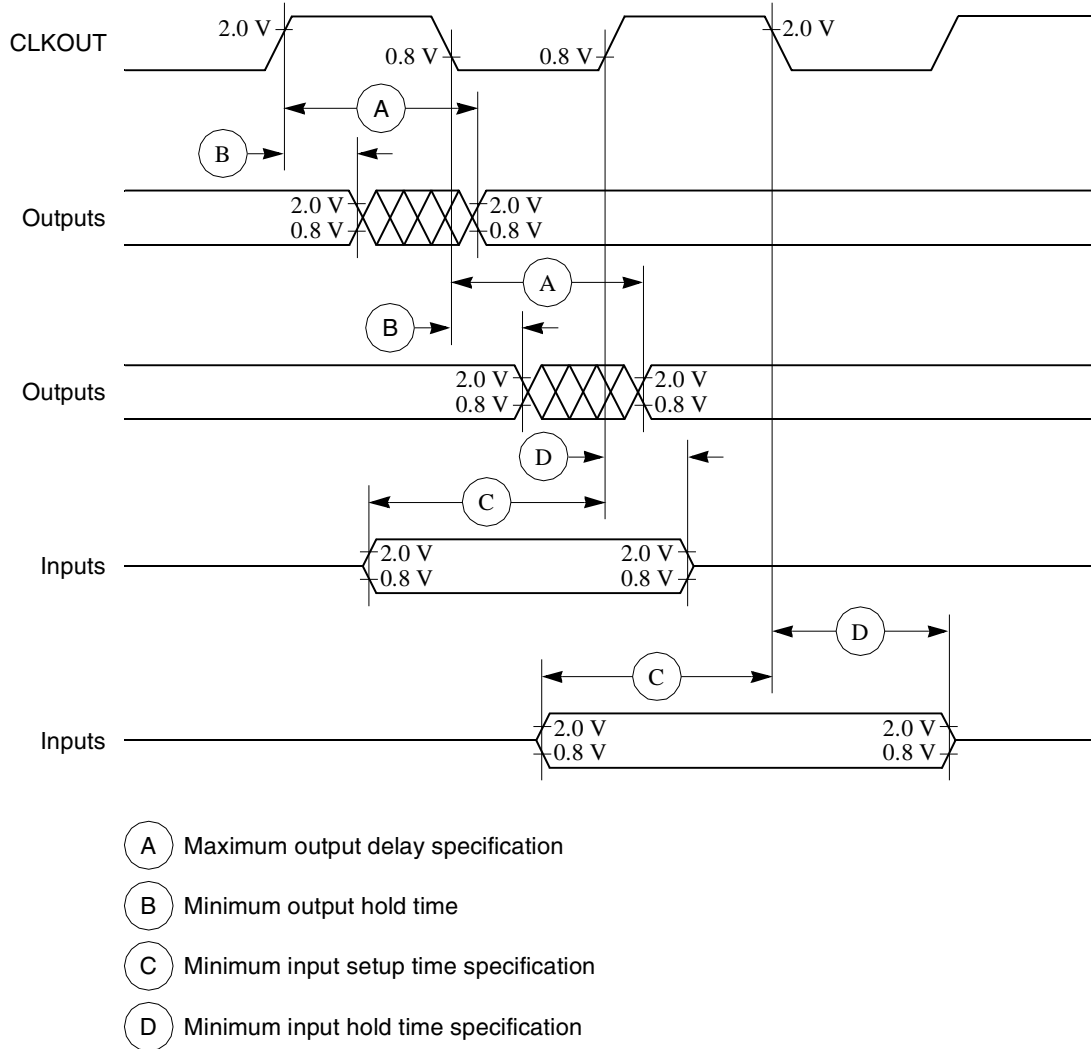 CLKOUT
2.0 V
0.8 V
0.8 V
2.0 V
A
B
Outputs
2.0 V
0.8 V
2.0 V
0.8 V
A
B
Outputs
2.0 V
0.8 V
2.0 V
0.8 V
D
C
Inputs
2.0 V
0.8 V
2.0 V
0.8 V
D
C
Inputs
2.0 V
0.8 V
2.0 V
0.8 V
A Maximum output delay specification
B Minimum output hold time
C Minimum input setup time specification
D Minimum input hold time specification